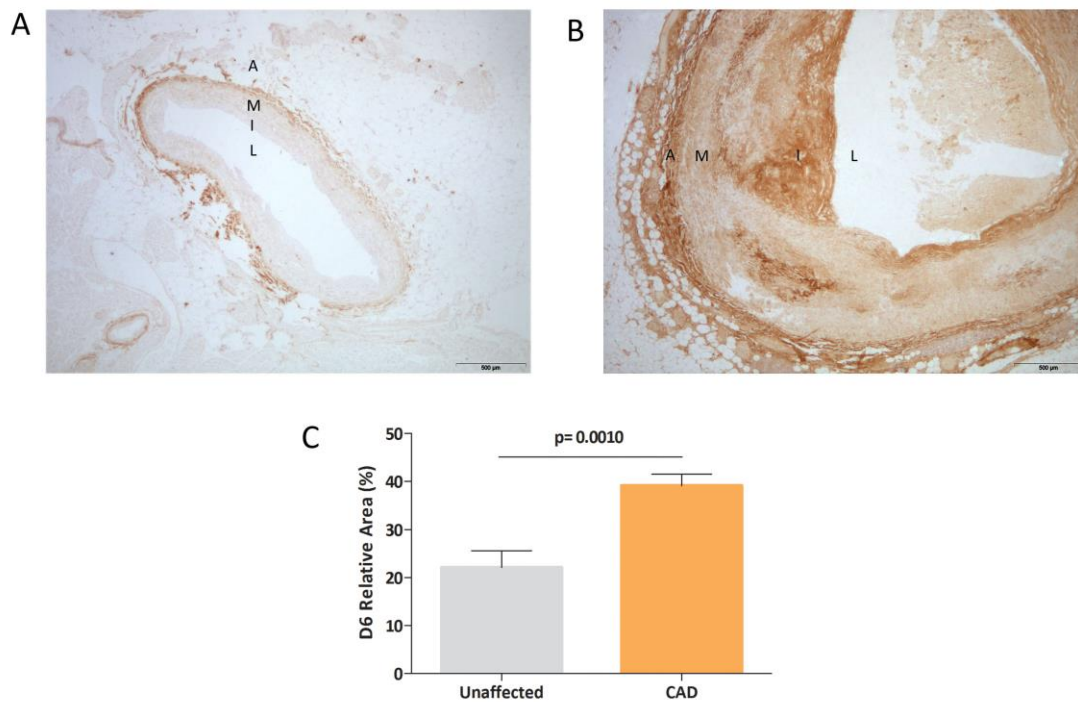 A
A
M
I
L
500 µm
B
A M I L
500 µm
C
p= 0.0010
D6 Relative Area (%)
50
40
30
20
10
0
Unaffected CAD